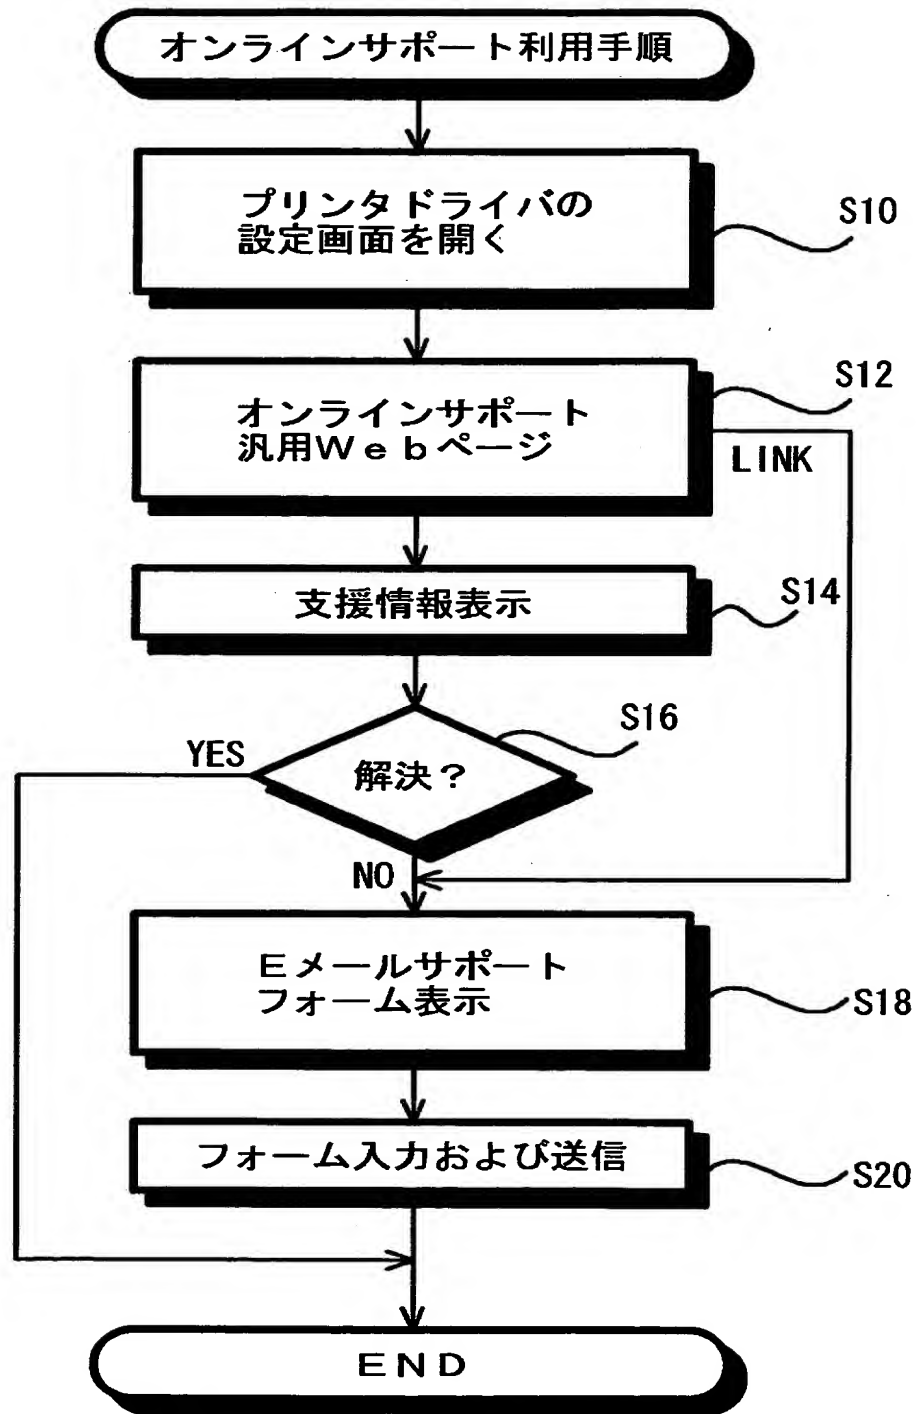 オンラインサポート利用手順
プリンタドライバの
設定画面を開く
S10
オンラインサポート
汎用Webページ
S12
LINK
支援情報表示
S14
解決？
S16
YES
NO
Eメールサポート
フォーム表示
S18
フォーム入力および送信
S20
END